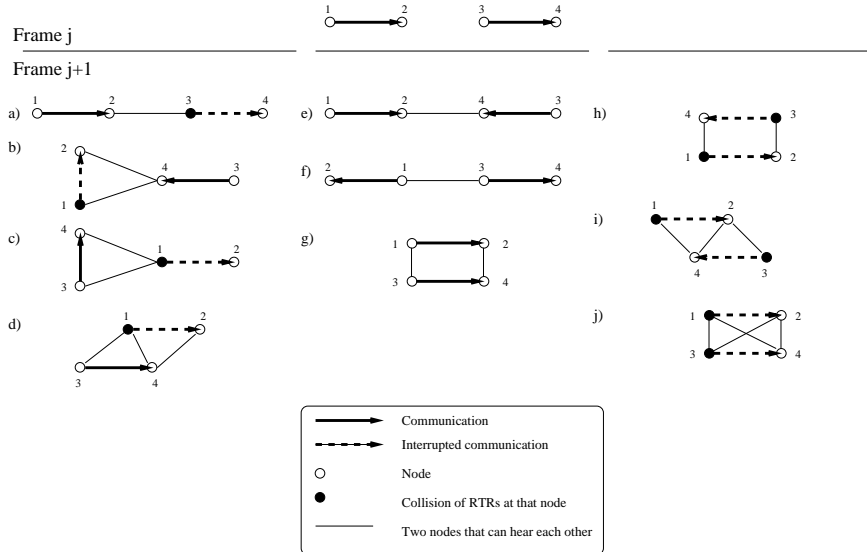 1 2 3 4
Frame j
Frame j+1
a) 1 2 3 4
b) 2 1 4 3
c) 4 3 1 2
d) 1 2 3 4
e) 1 2 4 3
f) 2 1 3 4
g) 1 2 3 4
h) 4 3 1 2
i) 1 2 4 3
j) 1 2 3 4
Communication
Interrupted communication
Node
Collision of RTRs at that node
Two nodes that can hear each other